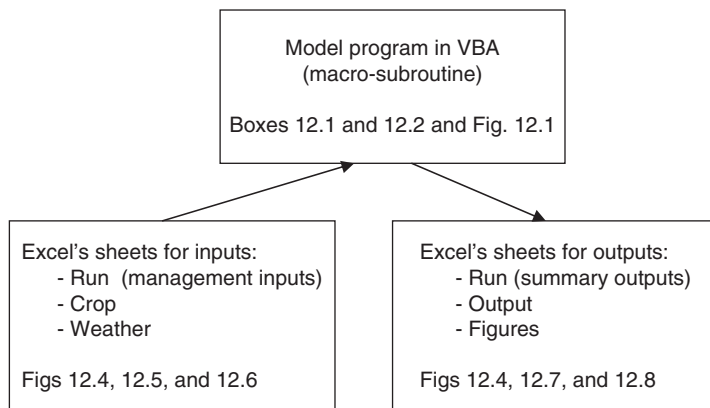 Model program in VBA
(macro-subroutine)
Boxes 12.1 and 12.2 and Fig. 12.1
Excel's sheets for inputs:
- Run (management inputs)
- Crop
- Weather
Figs 12.4, 12.5, and 12.6
Excel's sheets for outputs:
- Run (summary outputs)
- Output
- Figures
Figs 12.4, 12.7, and 12.8